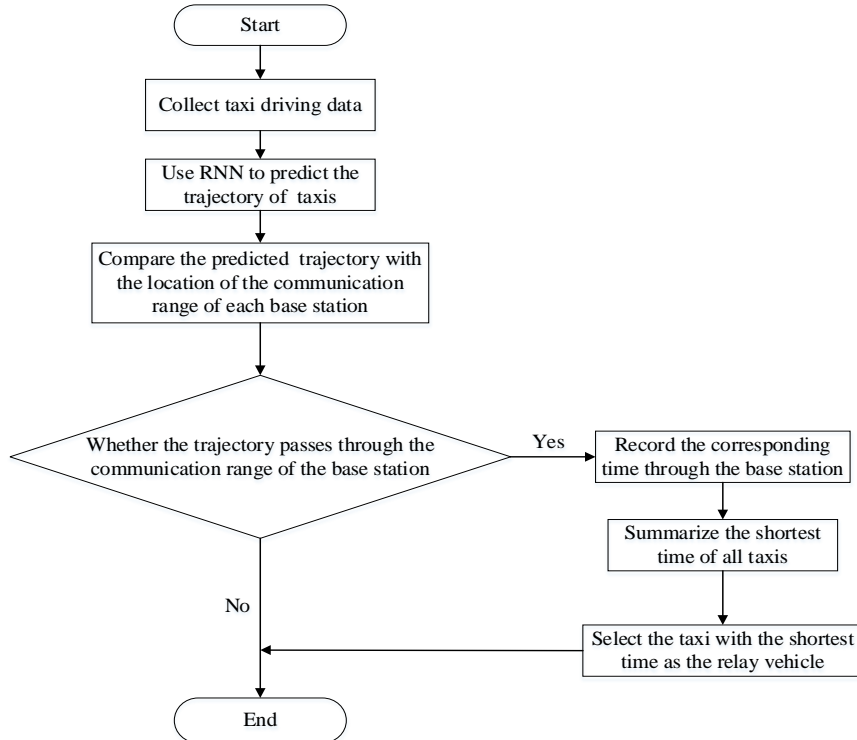 Start
Collect taxi driving data
Use RNN to predict the
trajectory of taxis
Compare the predicted trajectory with
the location of the communication
range of each base station
Whether the trajectory passes through the
communication range of the base station
Yes
Record the corresponding
time through the base station
Summarize the shortest
time of all taxis
No
Select the taxi with the shortest
time as the relay vehicle
End